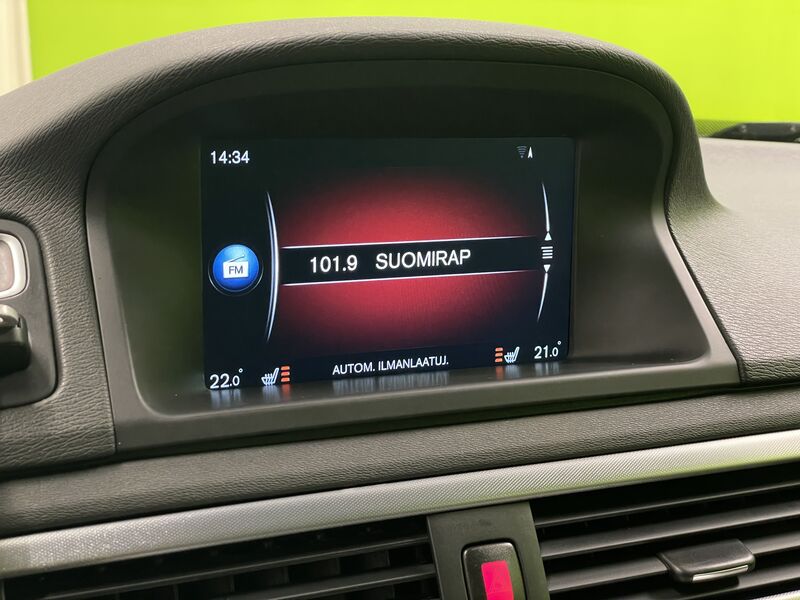 14:34
FM
101.9 SUOMIRAP
22.0°
AUTOM. ILMANLAATUJ.
21.0°